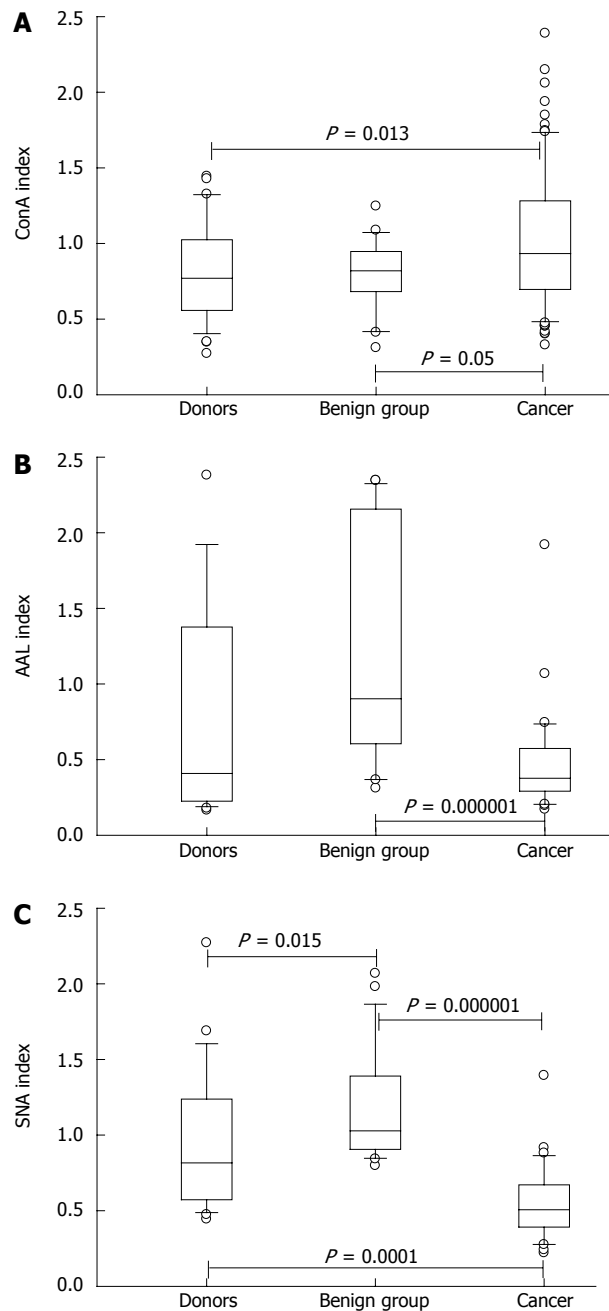 A
2.5
P = 0.013
2.0
1.5
ConA index
1.0
0.5
P = 0.05
0.0
Donors Benign group Cancer
B
2.5
2.0
1.5
AAL index
1.0
0.5
P = 0.000001
0.0
Donors Benign group Cancer
C
2.5
P = 0.015
2.0
P = 0.000001
1.5
SNA index
1.0
0.5
P = 0.0001
0.0
Donors Benign group Cancer